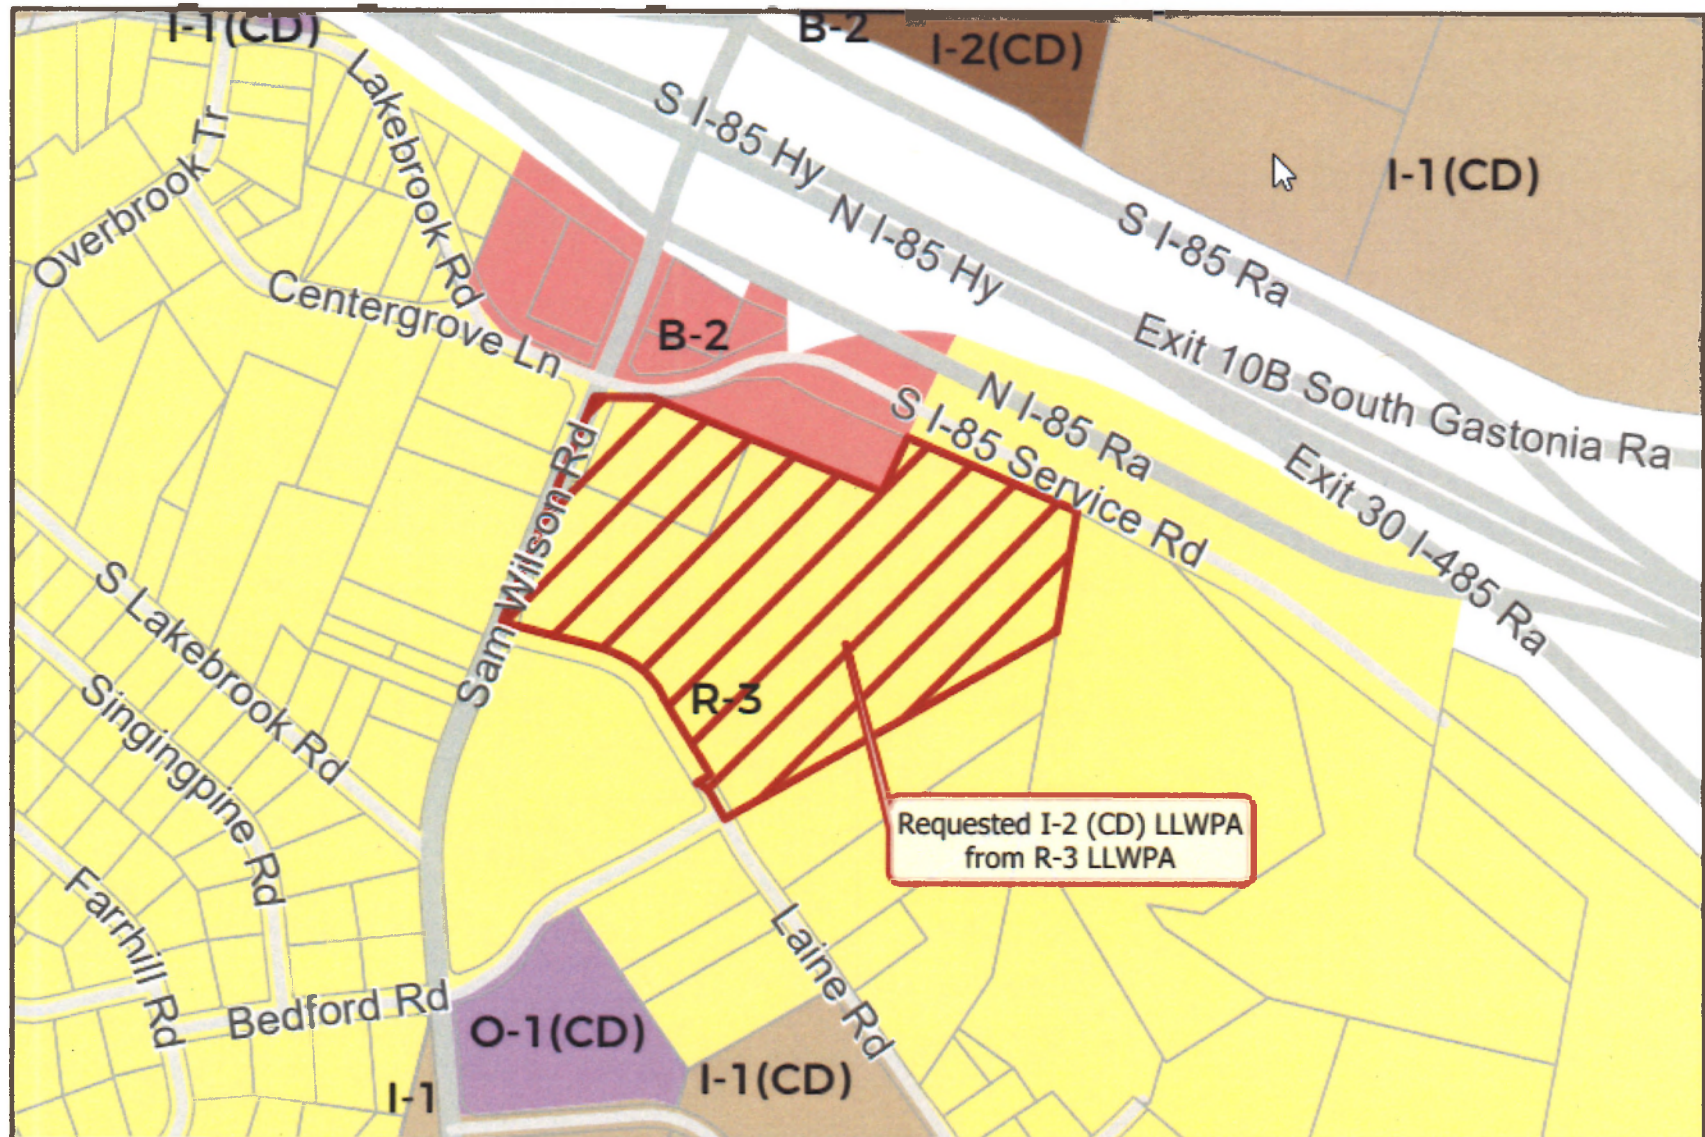 I-1(CD)
B-2
I-2(CD)
Lakebrook Rd
S I-85 Hy
Overbrook Tr
I-1(CD)
N I-85 Hy
S I-85 Ra
Centergrove Ln
B-2
Exit 10B South Gastonia Ra
N I-85 Ra
S I-85 Service Rd
Exit 30 I-485 Ra
Sam Wilson Rd
S Lakebrook Rd
R-3
Singingpine Rd
Requested I-2 (CD) LLWPA
from R-3 LLWPA
Farrhill Rd
Laine Rd
Bedford Rd
O-1(CD)
I-1(CD)
I-1